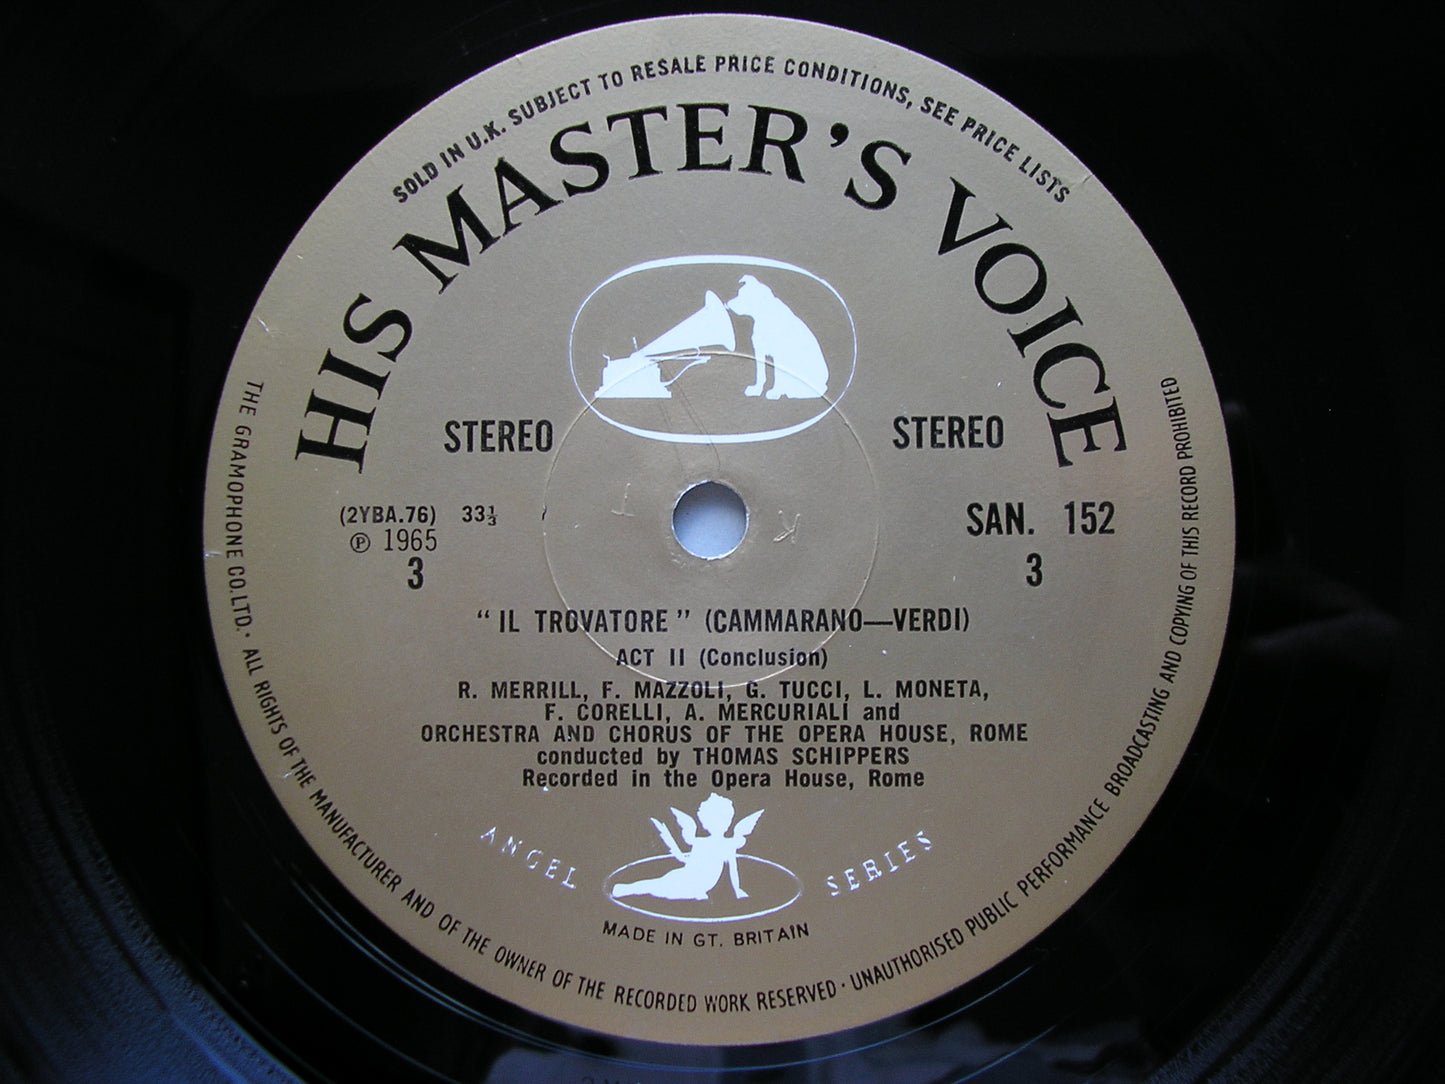 SOLD IN U.K. SUBJECT TO RESALE PRICE CONDITIONS, SEE PRICE LISTS
HIS MASTER'S VOICE
STEREO STEREO
(2YBA.76) 33⅓ SAN. 152
Ⓟ 1965
3 3
T K
"IL TROVATORE" (CAMMARANO—VERDI)
ACT II (Conclusion)
R. MERRILL, F. MAZZOLI, G. TUCCI, L. MONETA,
F. CORELLI, A. MERCURIALI and
ORCHESTRA AND CHORUS OF THE OPERA HOUSE, ROME
conducted by THOMAS SCHIPPERS
Recorded in the Opera House, Rome
ANGEL SERIES
MADE IN GT. BRITAIN
THE GRAMOPHONE CO. LTD. · ALL RIGHTS OF THE MANUFACTURER AND OF THE OWNER OF THE RECORDED WORK RESERVED · UNAUTHORISED PUBLIC PERFORMANCE BROADCASTING AND COPYING OF THIS RECORD PROHIBITED